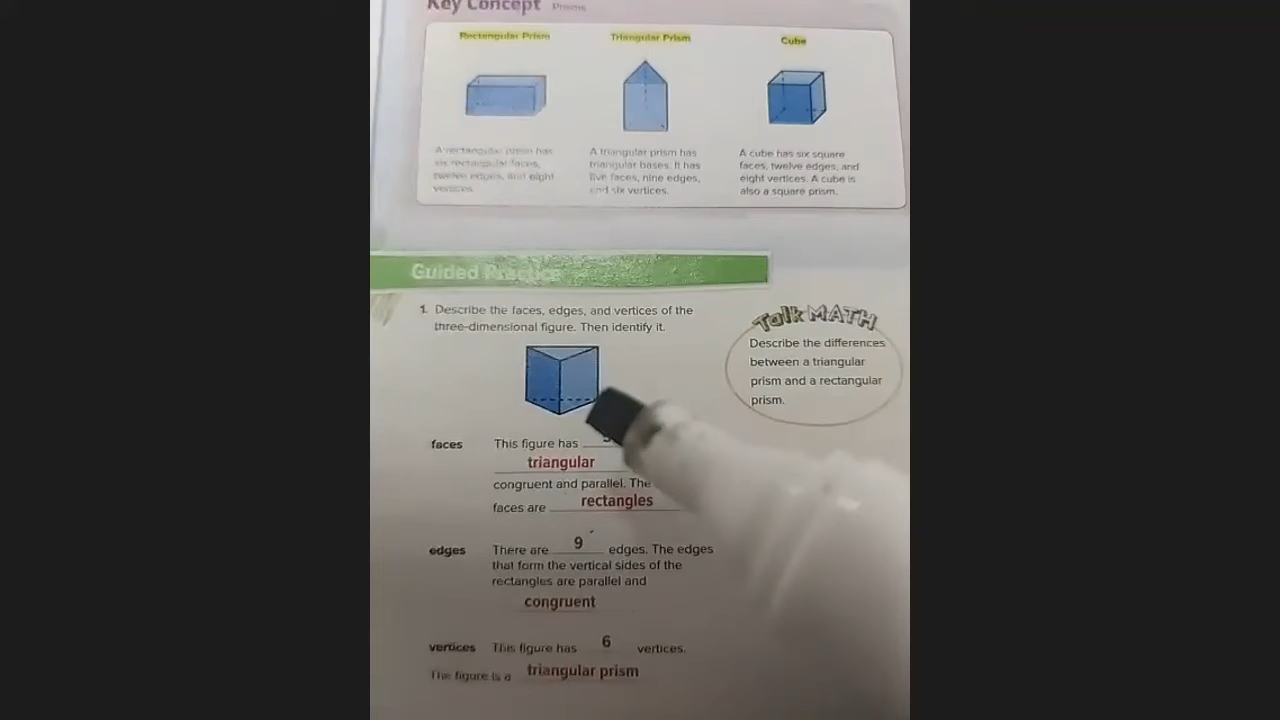 Key Concept Prisms
Rectangular Prism
Triangular Prism
Cube
A rectangular prism has
six rectangular faces,
twelve edges, and eight
vertices.
A triangular prism has
triangular bases. It has
five faces, nine edges,
and six vertices.
A cube has six square
faces, twelve edges, and
eight vertices. A cube is
also a square prism.
Guided Practice
1. Describe the faces, edges, and vertices of the
three-dimensional figure. Then identify it.
Talk MATH
Describe the differences
between a triangular
prism and a rectangular
prism.
faces This figure has
triangular
congruent and parallel. The
faces are rectangles
edges There are 9 edges. The edges
that form the vertical sides of the
rectangles are parallel and
congruent
vertices This figure has 6 vertices.
The figure is a triangular prism